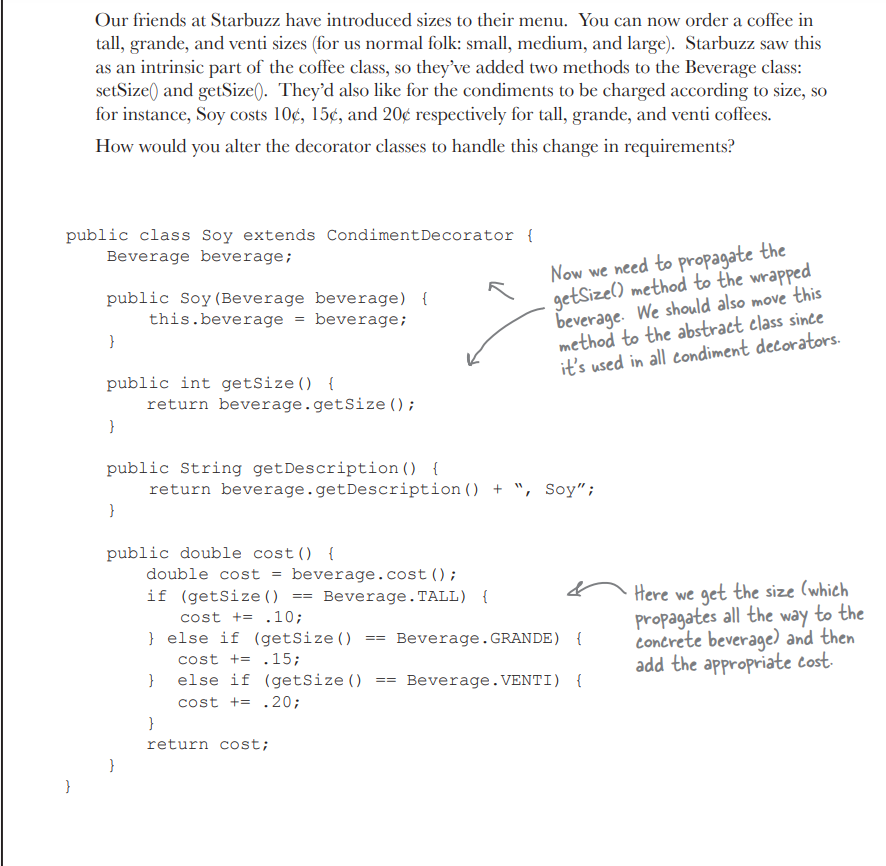 Our friends at Starbuzz have introduced sizes to their menu.  You can now order a coffee in
tall, grande, and venti sizes (for us normal folk: small, medium, and large).  Starbuzz saw this
as an intrinsic part of the coffee class, so they’ve added two methods to the Beverage class:
setSize() and getSize().  They’d also like for the condiments to be charged according to size, so
for instance, Soy costs 10¢, 15¢, and 20¢ respectively for tall, grande, and venti coffees.
How would you alter the decorator classes to handle this change in requirements?
public class Soy extends CondimentDecorator {
Beverage beverage;
public Soy(Beverage beverage) {
this.beverage = beverage;
}
Now we need to propagate the
getSize() method to the wrapped
beverage. We should also move this
method to the abstract class since
it's used in all condiment decorators.
public int getSize() {
return beverage.getSize();
}
public String getDescription() {
return beverage.getDescription() + “, Soy”;
}
public double cost() {
double cost = beverage.cost();
if (getSize() == Beverage.TALL) {
cost += .10;
} else if (getSize() == Beverage.GRANDE) {
cost += .15;
}  else if (getSize() == Beverage.VENTI) {
cost += .20;
}
return cost;
}
}
Here we get the size (which
propagates all the way to the
concrete beverage) and then
add the appropriate cost.